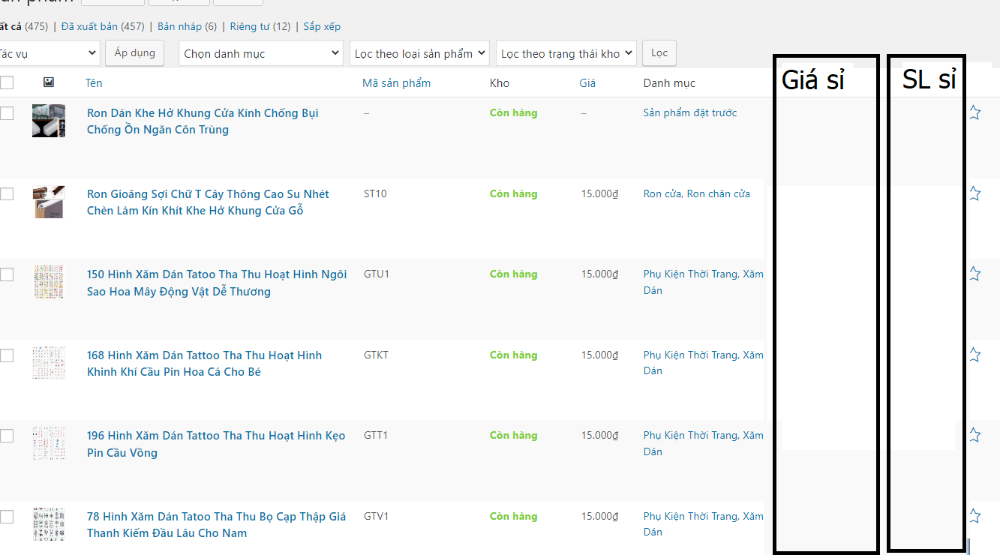 ất cả (475) | Đã xuất bản (457) | Bản nháp (6) | Riêng tư (12) | Sắp xếp
Tác vụ Áp dụng Chọn danh mục Lọc theo loại sản phẩm Lọc theo trạng thái kho Lọc
Tên Mã sản phẩm Kho Giá Danh mục Giá sỉ SL sỉ
Ron Dán Khe Hở Khung Cửa Kính Chống Bụi – Còn hàng – Sản phẩm đặt trước
Chống Ồn Ngăn Côn Trùng
Ron Gioăng Sợi Chữ T Cây Thông Cao Su Nhét ST10 Còn hàng 15.000₫ Ron cửa, Ron chân cửa
Chèn Làm Kín Khít Khe Hở Khung Cửa Gỗ
150 Hình Xăm Dán Tatoo Tha Thu Hoạt Hình Ngôi GTU1 Còn hàng 15.000₫ Phụ Kiện Thời Trang, Xăm
Sao Hoa Mây Động Vật Dễ Thương Dán
168 Hình Xăm Dán Tattoo Tha Thu Hoạt Hình GTKT Còn hàng 15.000₫ Phụ Kiện Thời Trang, Xăm
Khinh Khí Cầu Pin Hoa Cá Cho Bé Dán
196 Hình Xăm Dán Tattoo Tha Thu Hoạt Hình Kẹo GTT1 Còn hàng 15.000₫ Phụ Kiện Thời Trang, Xăm
Pin Cầu Vồng Dán
78 Hình Xăm Dán Tatoo Tha Thu Bọ Cạp Thập Giá GTV1 Còn hàng 15.000₫ Phụ Kiện Thời Trang, Xăm
Thanh Kiếm Đầu Lâu Cho Nam Dán